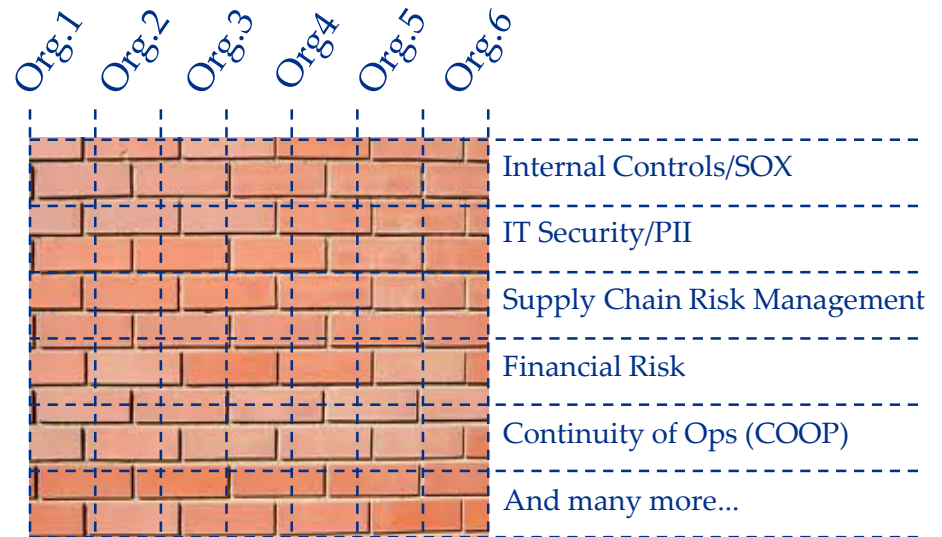 Org.1
Org.2
Org.3
Org4
Org.5
Org.6
Internal Controls/SOX
IT Security/PII
Supply Chain Risk Management
Financial Risk
Continuity of Ops (COOP)
And many more...